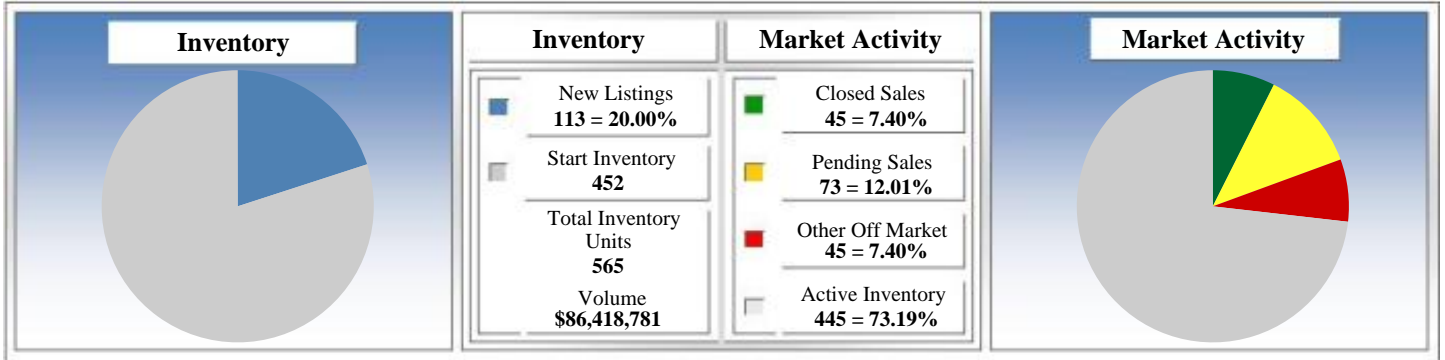 Inventory
Inventory
Market Activity
New Listings
113 = 20.00%
Start Inventory
452
Total Inventory
Units
565
Volume
$86,418,781
Closed Sales
45 = 7.40%
Pending Sales
73 = 12.01%
Other Off Market
45 = 7.40%
Active Inventory
445 = 73.19%
Market Activity